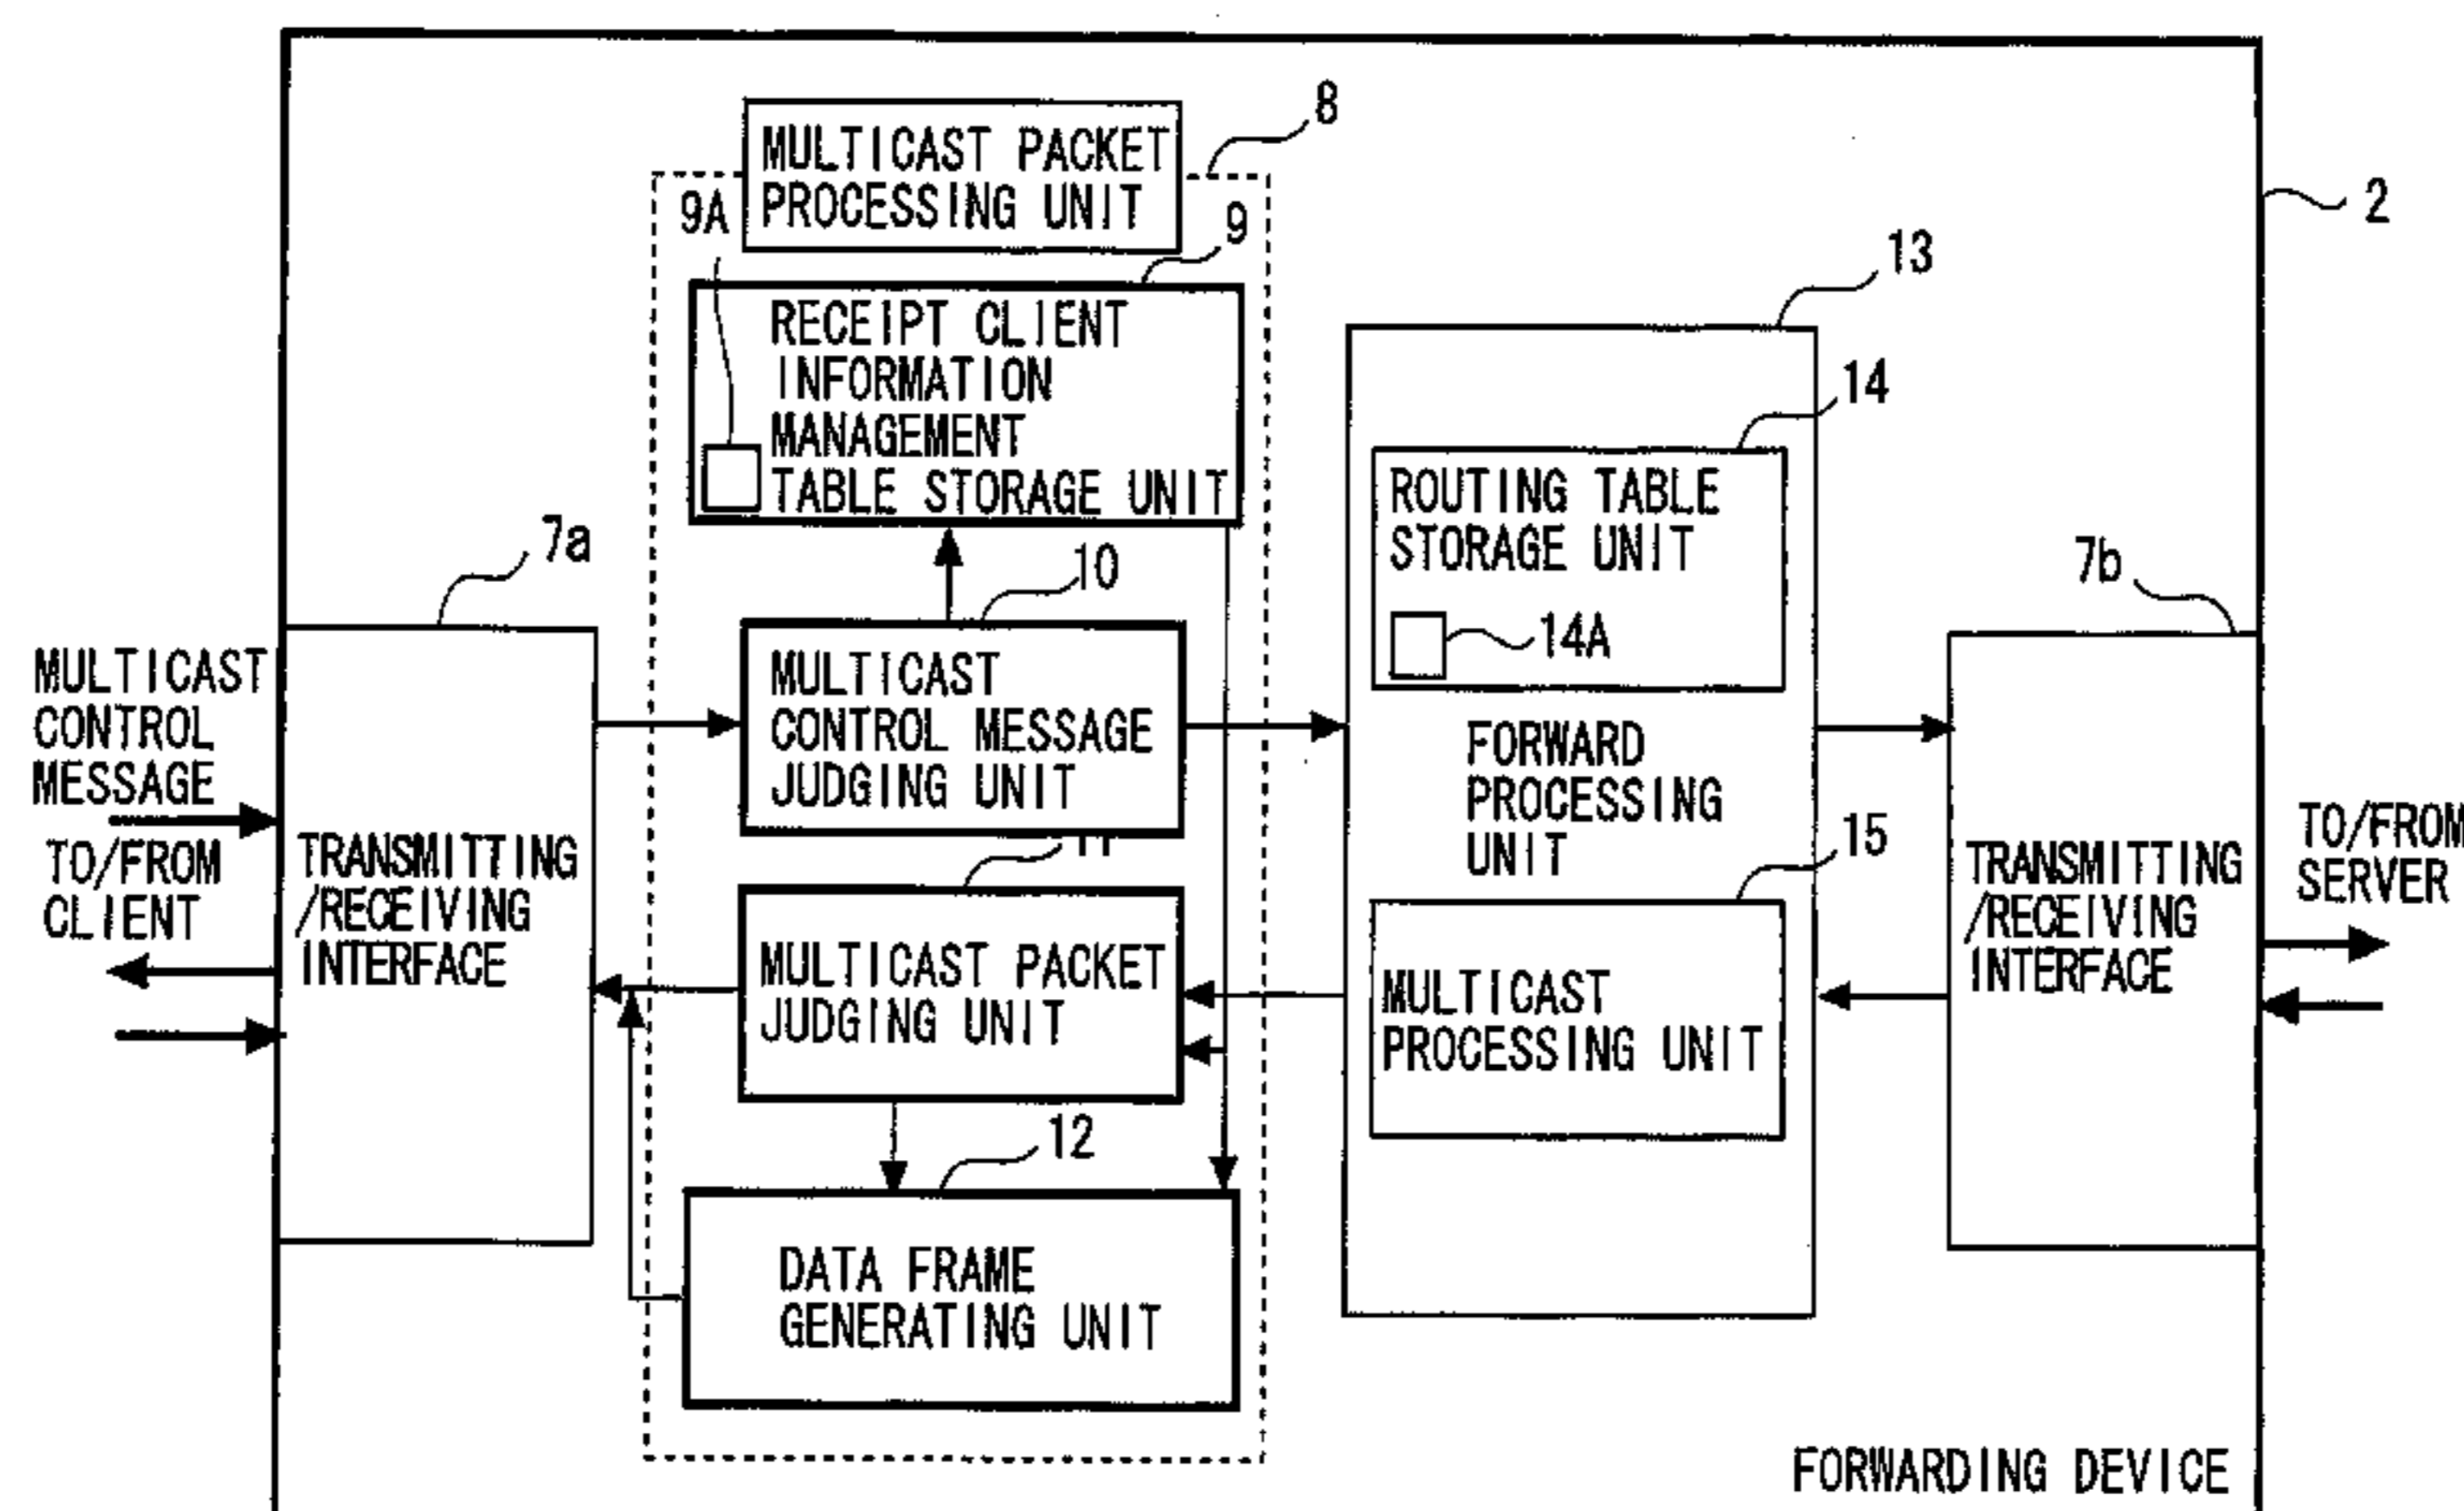 8
MULTICAST PACKET
PROCESSING UNIT
9A
9
2
RECEIPT CLIENT
INFORMATION
MANAGEMENT
TABLE STORAGE UNIT
13
14
ROUTING TABLE
STORAGE UNIT
14A
7a
10
7b
MULTICAST
CONTROL
MESSAGE
TO/FROM
CLIENT
TRANSMITTING
/RECEIVING
INTERFACE
MULTICAST
CONTROL MESSAGE
JUDGING UNIT
FORWARD
PROCESSING
UNIT
15
TRANSMITTING
/RECEIVING
INTERFACE
TO/FROM
SERVER
11
MULTICAST PACKET
JUDGING UNIT
MULTICAST
PROCESSING UNIT
12
DATA FRAME
GENERATING UNIT
FORWARDING DEVICE